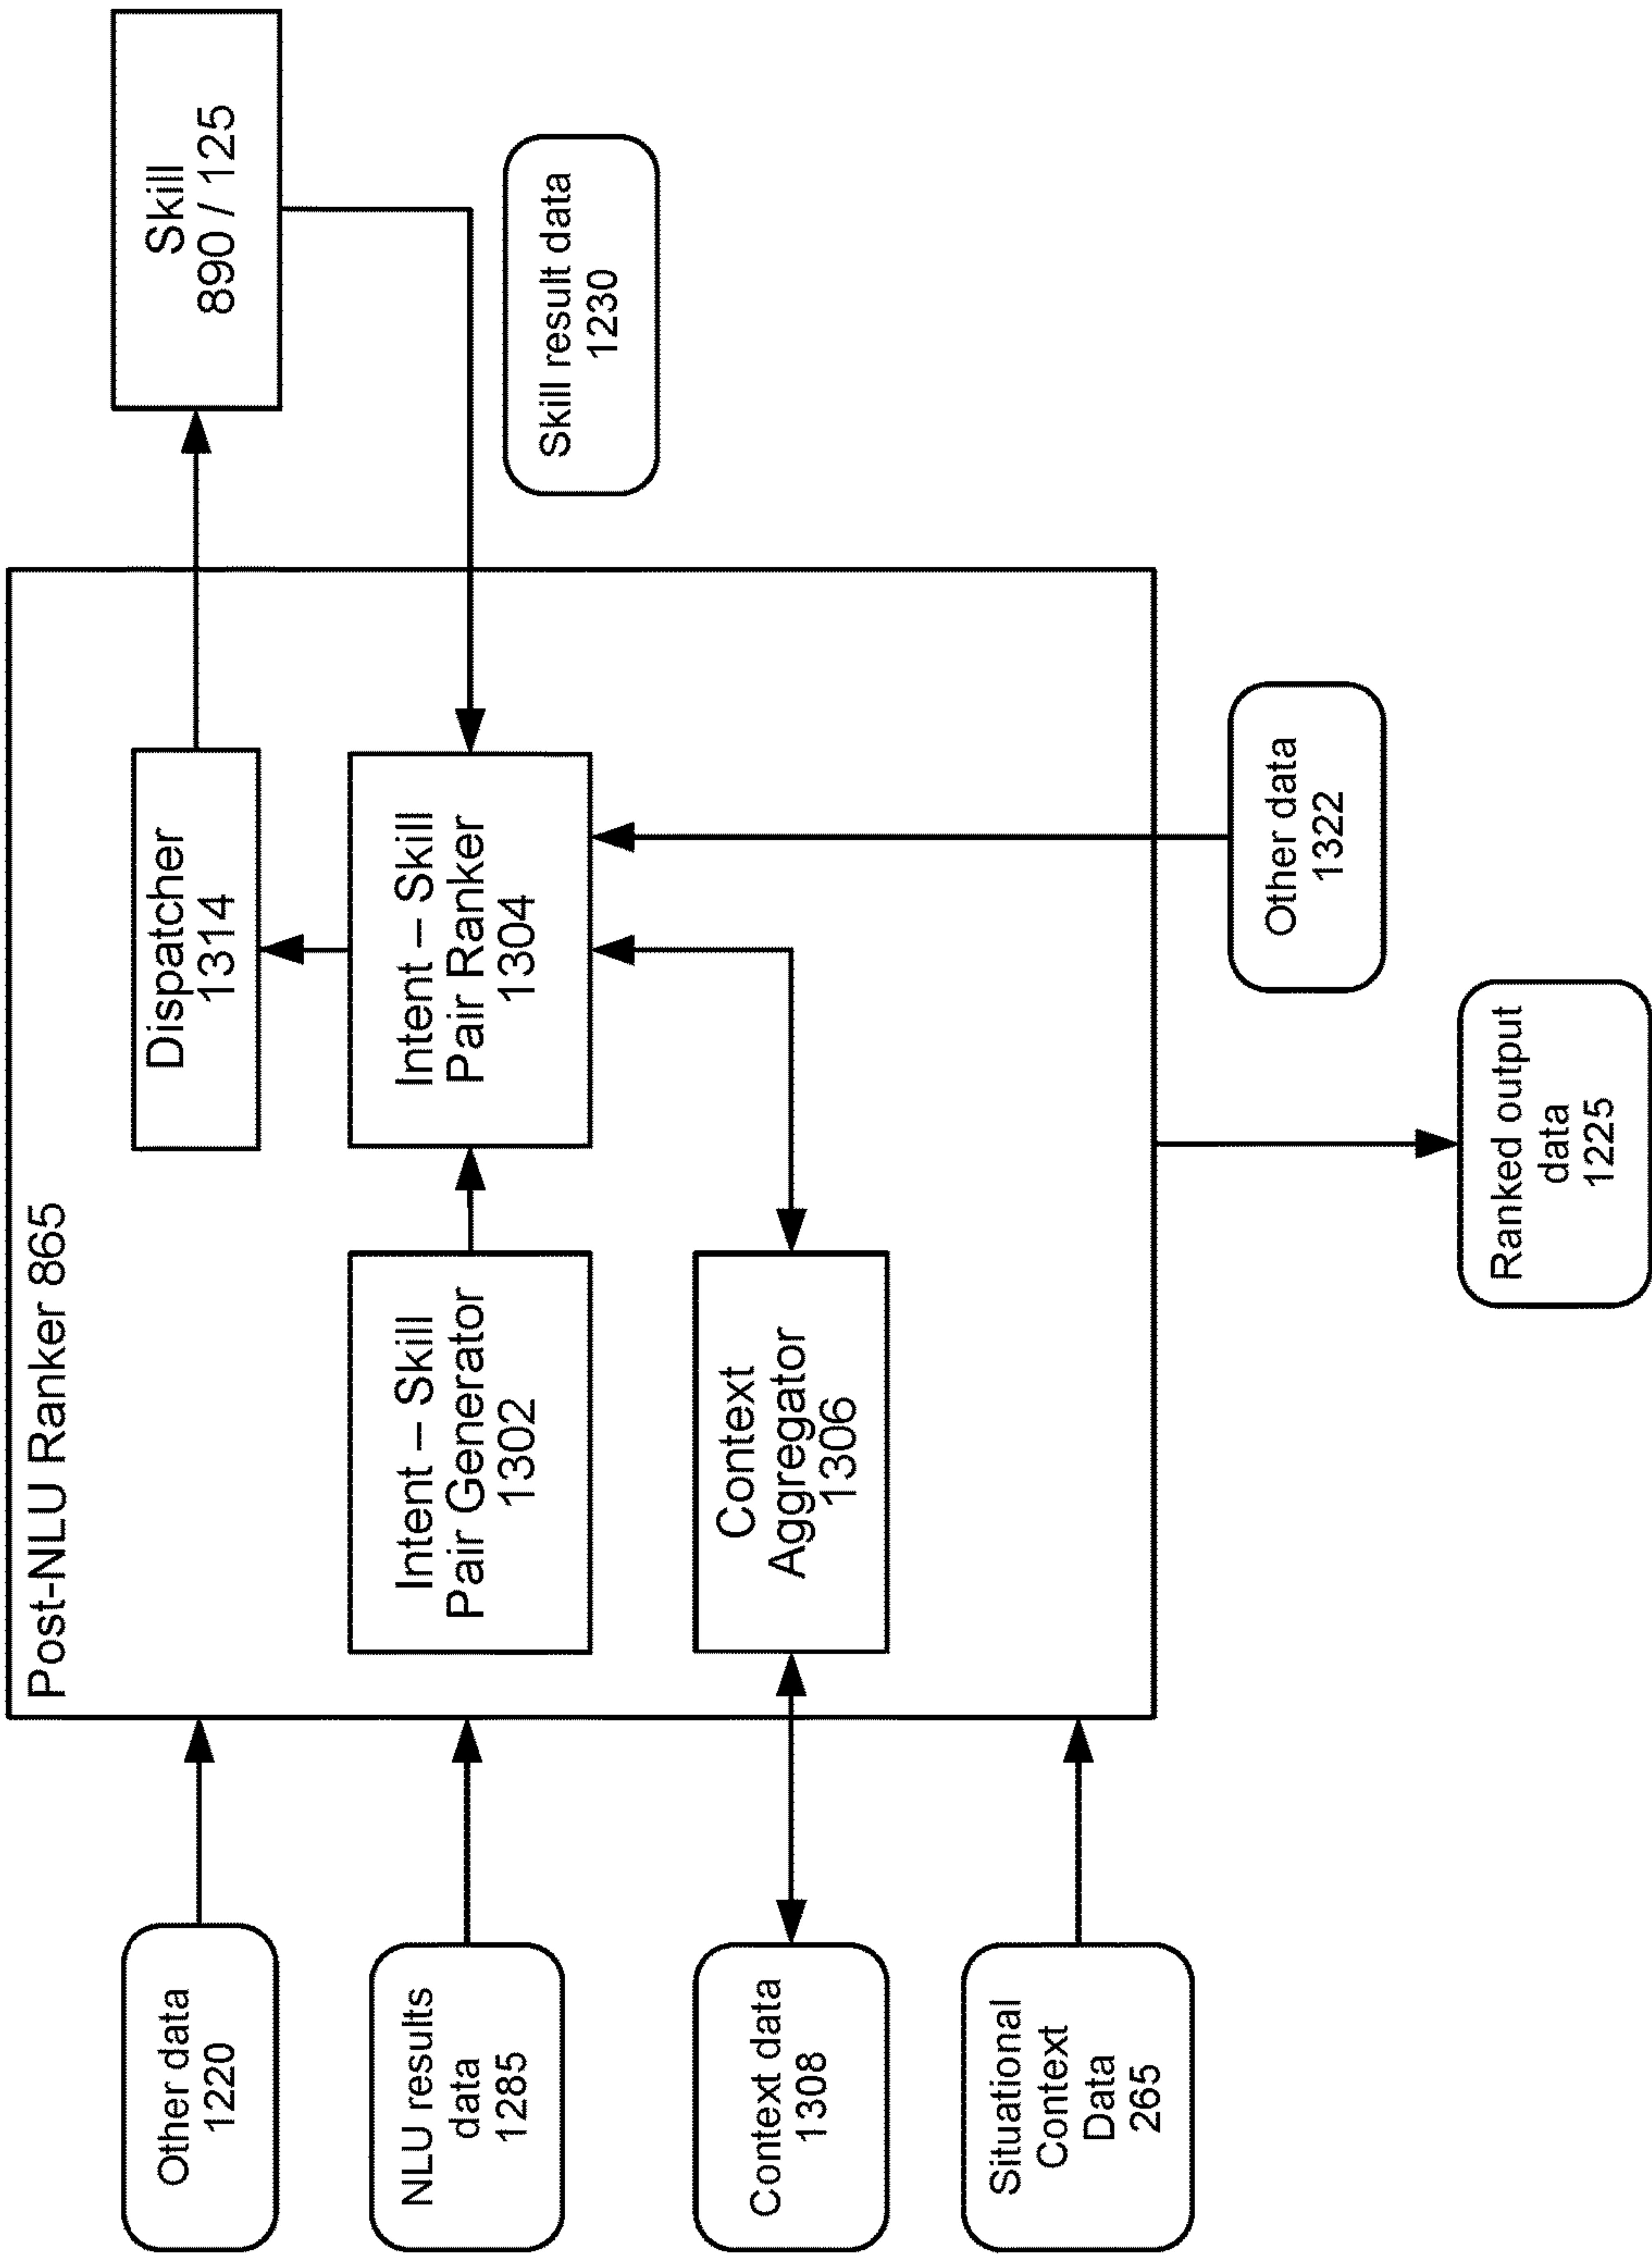 Post-NLU Ranker 865
Other data
1220
NLU results
data
1285
Context data
1308
Situational
Context
Data
265
Intent – Skill
Pair Generator
1302
Context
Aggregator
1306
Dispatcher
1314
Intent – Skill
Pair Ranker
1304
Skill
890 / 125
Skill result data
1230
Other data
1322
Ranked output
data
1225